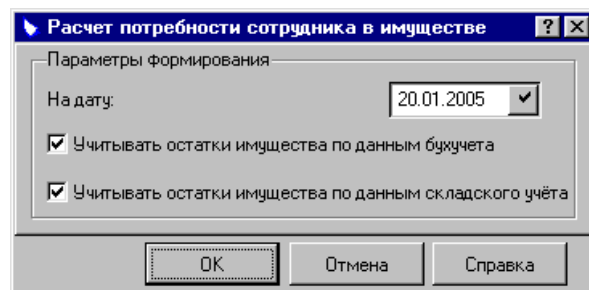 Расчет потребности сотрудника в имуществе
Параметры формирования
На дату:
20.01.2005
Учитывать остатки имущества по данным бухучета
Учитывать остатки имущества по данным складского учёта
OK
Отмена
Справка